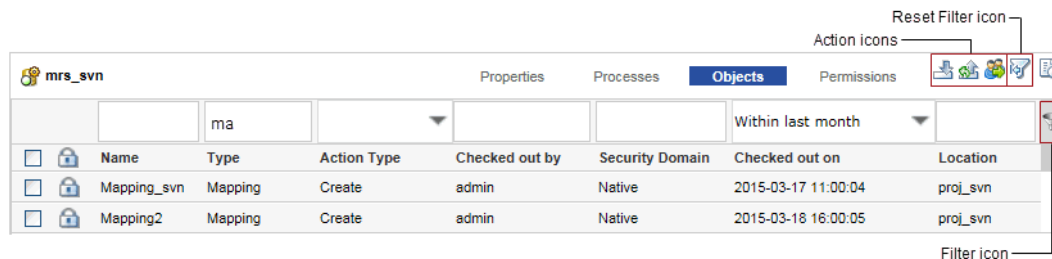 Reset Filter icon
Action icons
mrs_svn Properties Processes Objects Permissions
ma Within last month
Name Type Action Type Checked out by Security Domain Checked out on Location
Mapping_svn Mapping Create admin Native 2015-03-17 11:00:04 proj_svn
Mapping2 Mapping Create admin Native 2015-03-18 16:00:05 proj_svn
Filter icon